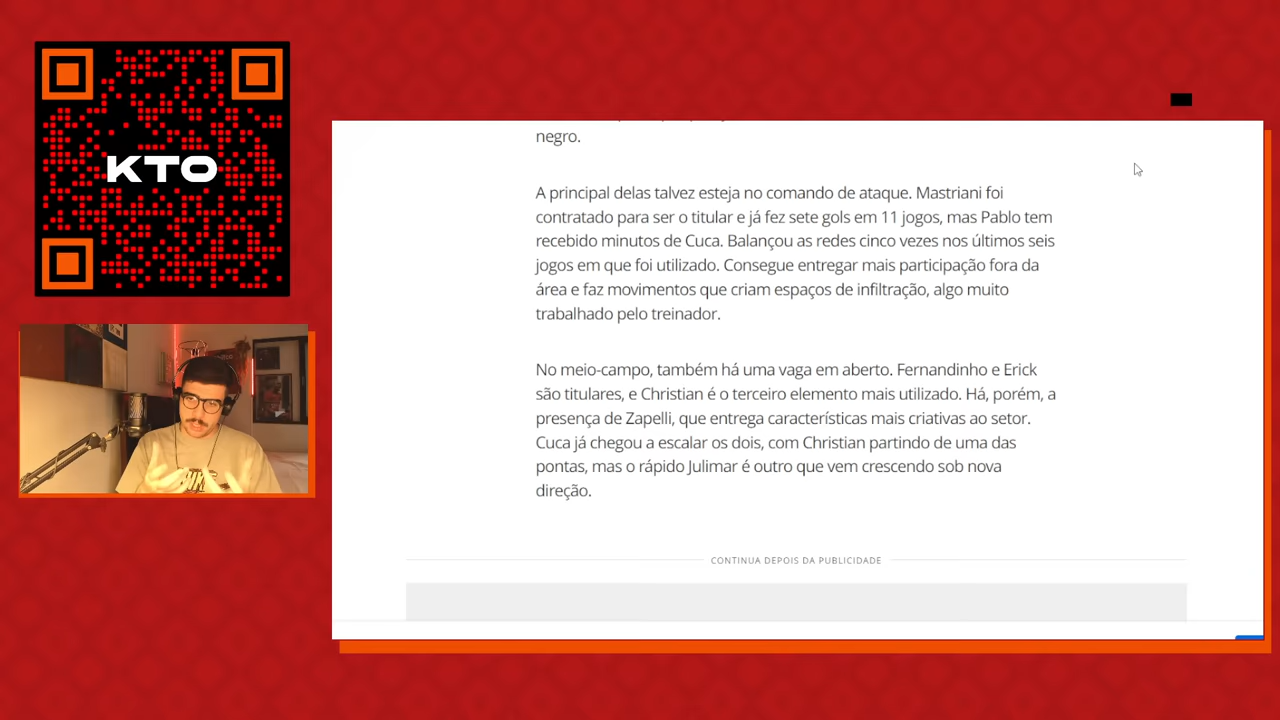 KTO
negro.
A principal delas talvez esteja no comando de ataque. Mastriani foi
contratado para ser o titular e já fez sete gols em 11 jogos, mas Pablo tem
recebido minutos de Cuca. Balançou as redes cinco vezes nos últimos seis
jogos em que foi utilizado. Consegue entregar mais participação fora da
área e faz movimentos que criam espaços de infiltração, algo muito
trabalhado pelo treinador.
No meio-campo, também há uma vaga em aberto. Fernandinho e Erick
são titulares, e Christian é o terceiro elemento mais utilizado. Há, porém, a
presença de Zapelli, que entrega características mais criativas ao setor.
Cuca já chegou a escalar os dois, com Christian partindo de uma das
pontas, mas o rápido Julimar é outro que vem crescendo sob nova
direção.
CONTINUA DEPOIS DA PUBLICIDADE